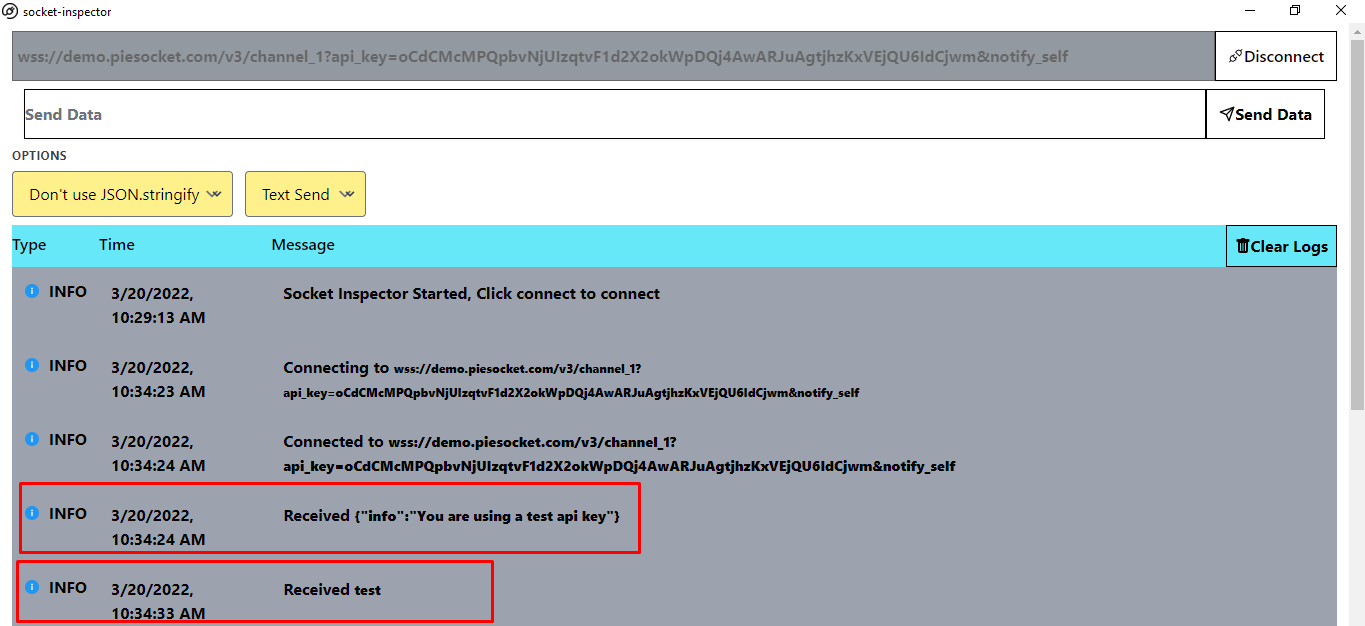 socket-inspector
wss://demo.piesocket.com/v3/channel_1?api_key=oCdCMcMPQpbvNjUIzqtvF1d2X2okWpDQj4AwARJuAgtjhzKxVEjQU6IdCjwm&notify_self
Disconnect
Send Data
Send Data
OPTIONS
Don't use JSON.stringify
Text Send
Type Time Message
Clear Logs
INFO 3/20/2022, Socket Inspector Started, Click connect to connect
10:29:13 AM
INFO 3/20/2022, Connecting to wss://demo.piesocket.com/v3/channel_1?
10:34:23 AM api_key=oCdCMcMPQpbvNjUIzqtvF1d2X2okWpDQj4AwARJuAgtjhzKxVEjQU6IdCjwm&notify_self
INFO 3/20/2022, Connected to wss://demo.piesocket.com/v3/channel_1?
10:34:24 AM api_key=oCdCMcMPQpbvNjUIzqtvF1d2X2okWpDQj4AwARJuAgtjhzKxVEjQU6IdCjwm&notify_self
INFO 3/20/2022, Received {"info":"You are using a test api key"}
10:34:24 AM
INFO 3/20/2022, Received test
10:34:33 AM